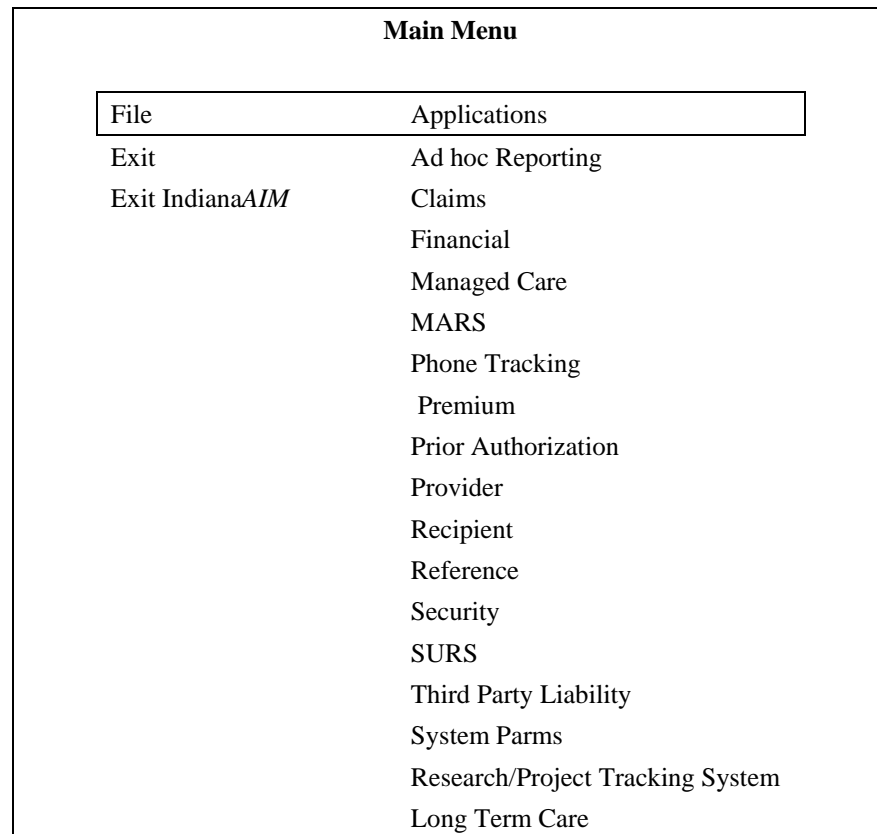 Main Menu
File Applications
Exit Ad hoc Reporting
Exit IndianaAIM Claims
Financial
Managed Care
MARS
Phone Tracking
Premium
Prior Authorization
Provider
Recipient
Reference
Security
SURS
Third Party Liability
System Parms
Research/Project Tracking System
Long Term Care